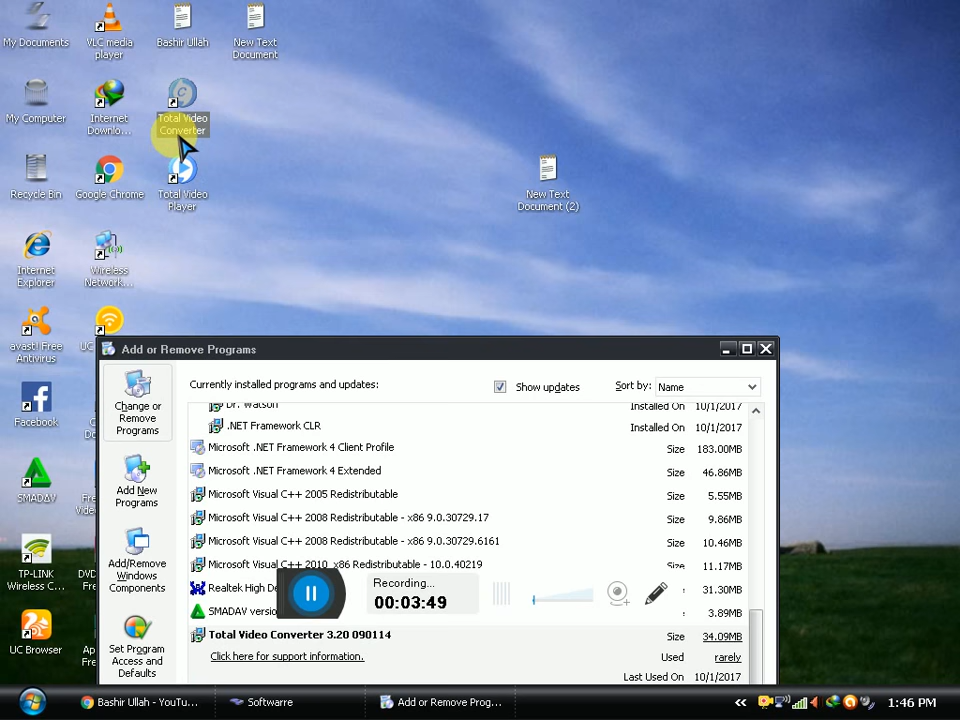 My Documents
VLC media
player
Bashir Ullah
New Text
Document
My Computer
Internet
Downlo...
Total Video
Converter
Recycle Bin
Google Chrome
Total Video
Player
New Text
Document (2)
Internet
Explorer
Wireless
Network...
avast! Free
Antivirus
UC
Facebook
SMADAV
Fre
Video
TP-LINK
Wireless C...
DVD
Fre
UC Browser
Ap
Fre
Add or Remove Programs
Change or
Remove
Programs
Add New
Programs
Add/Remove
Windows
Components
Set Program
Access and
Defaults
Currently installed programs and updates:
Show updates
Sort by: Name
Dr. Watson Installed On 10/1/2017
.NET Framework CLR Installed On 10/1/2017
Microsoft .NET Framework 4 Client Profile Size 183.00MB
Microsoft .NET Framework 4 Extended Size 46.86MB
Microsoft Visual C++ 2005 Redistributable Size 5.55MB
Microsoft Visual C++ 2008 Redistributable - x86 9.0.30729.17 Size 9.86MB
Microsoft Visual C++ 2008 Redistributable - x86 9.0.30729.6161 Size 10.46MB
Microsoft Visual C++ 2010 x86 Redistributable - 10.0.40219 Size 11.17MB
Realtek High De 31.30MB
SMADAV versio 3.89MB
Recording...
00:03:49
Total Video Converter 3.20 090114 Size 34.09MB
Click here for support information. Used rarely
Last Used On 10/1/2017
Bashir Ullah - YouTu...
Softwarre
Add or Remove Prog...
1:46 PM